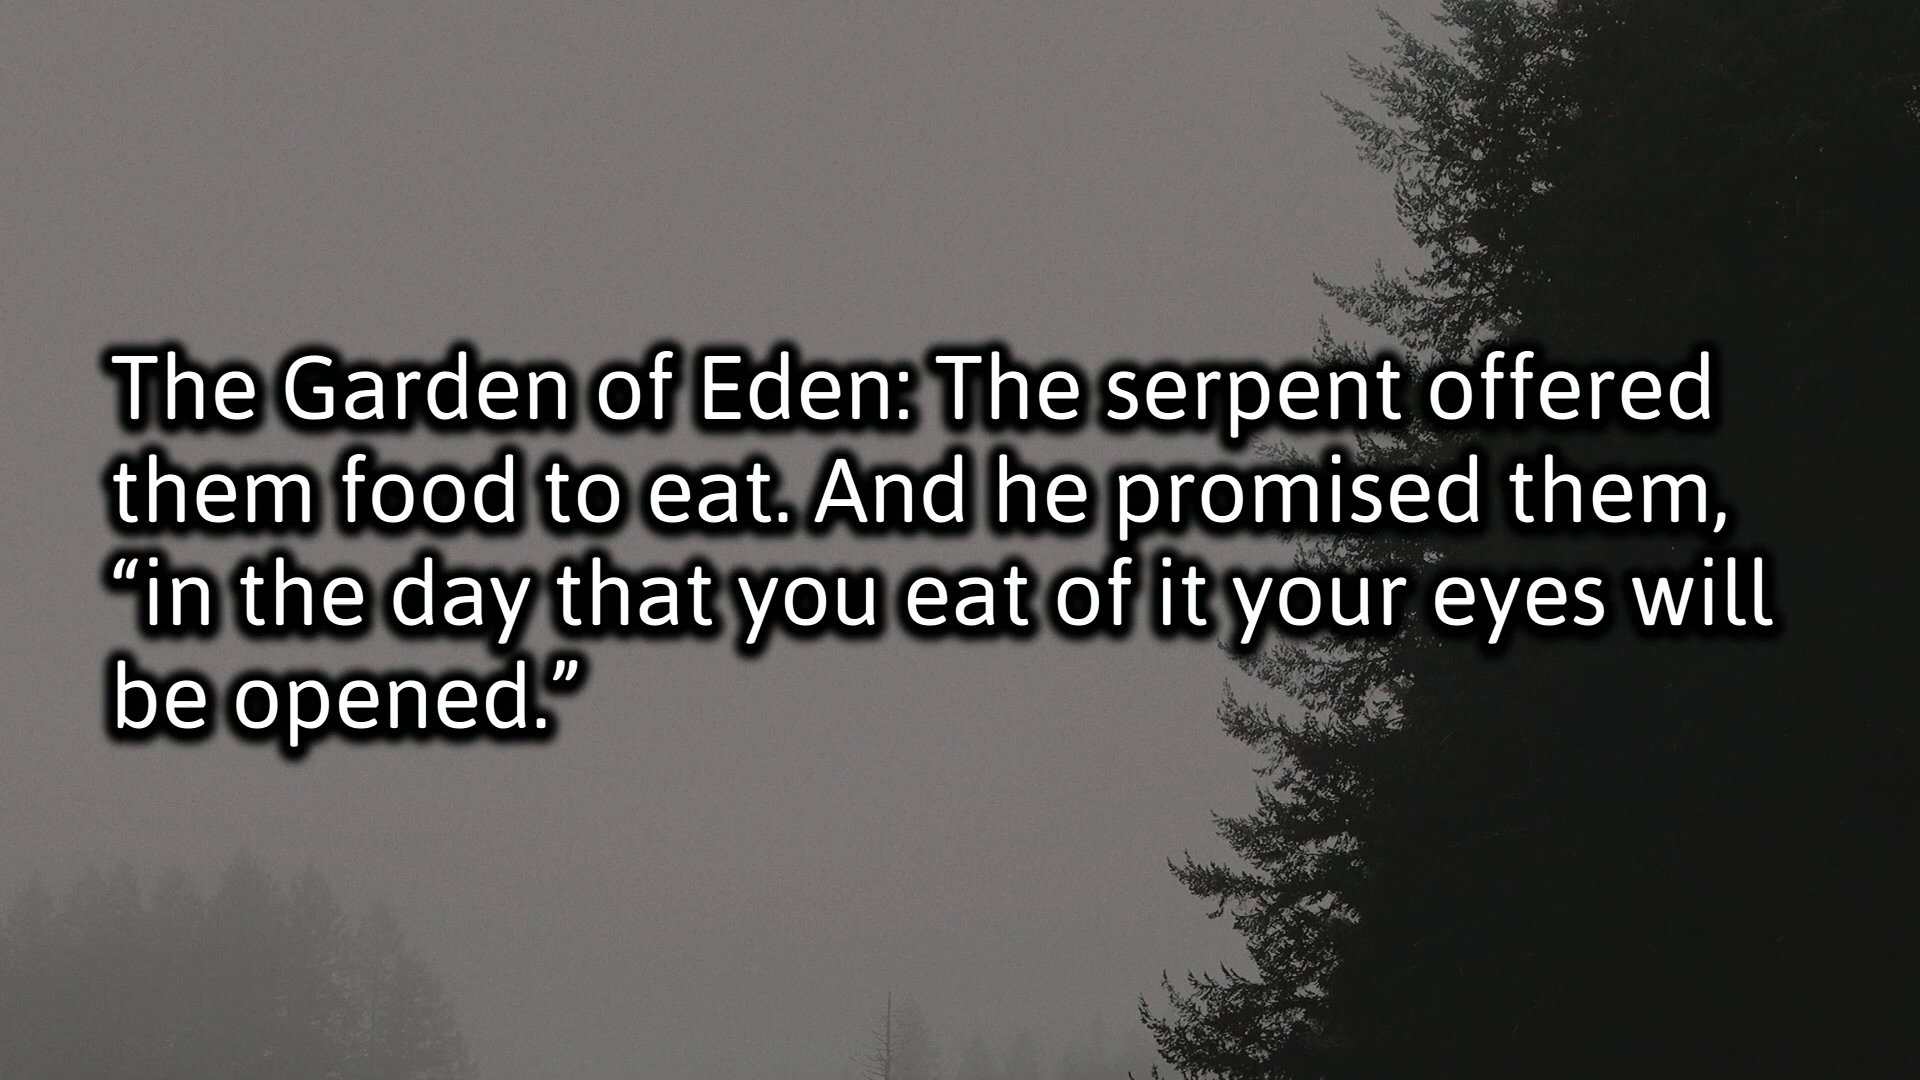 The Garden of Eden: The serpent offered
them food to eat. And he promised them,
“in the day that you eat of it your eyes will
be opened.”